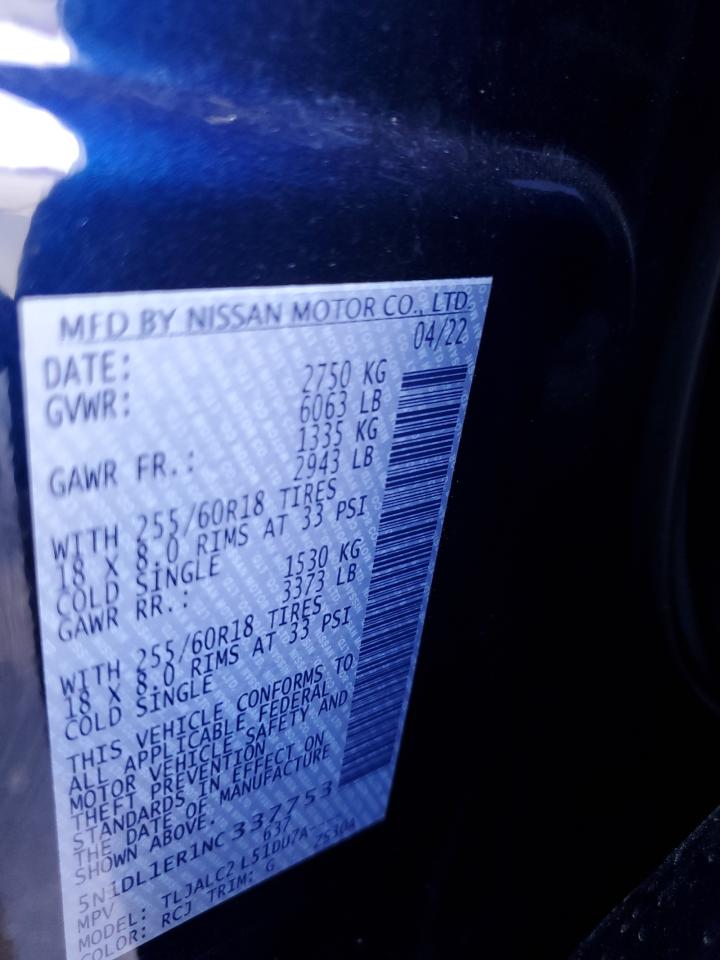 MFD BY NISSAN MOTOR CO., LTD.
DATE: 04/22
GVWR: 2750 KG
6063 LB
GAWR FR.: 1335 KG
2943 LB
WITH 255/60R18 TIRES
18 X 8.0 RIMS AT 33 PSI
COLD SINGLE
GAWR RR.: 1530 KG
3373 LB
WITH 255/60R18 TIRES
18 X 8.0 RIMS AT 33 PSI
COLD SINGLE
THIS VEHICLE CONFORMS TO
ALL APPLICABLE FEDERAL
MOTOR VEHICLE SAFETY AND
THEFT PREVENTION
STANDARDS IN EFFECT ON
THE DATE OF MANUFACTURE
SHOWN ABOVE.
5N1DL1ER1NC337753
MPV 637
MODEL: TLJALC2 L51DU7A
COLOR: RCJ TRIM: G 2S30A